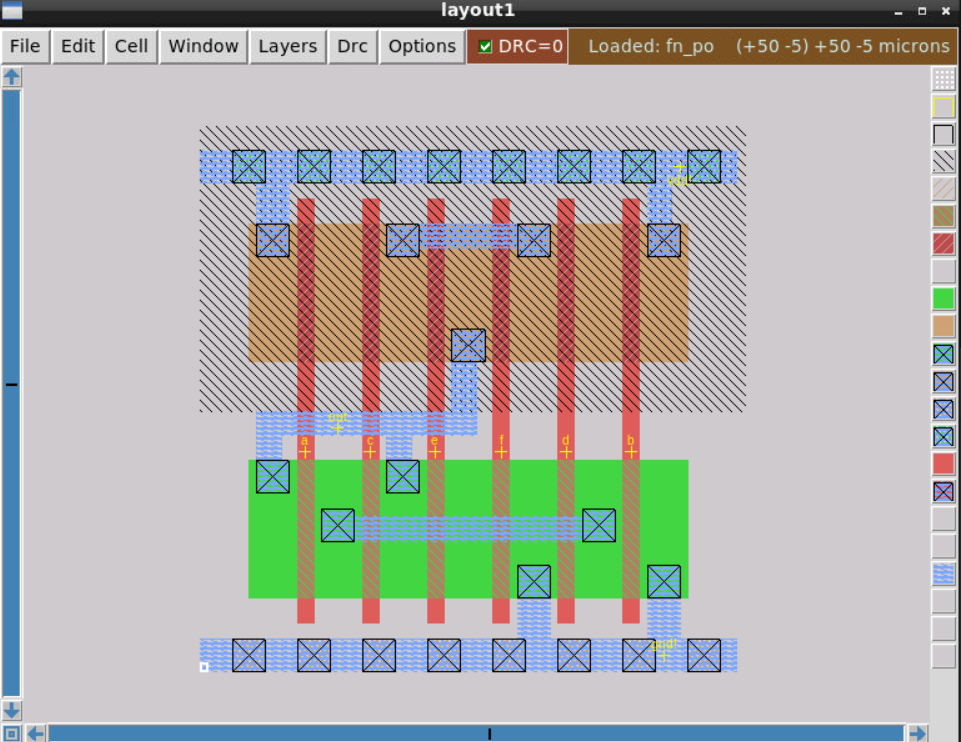 layout1
File Edit Cell Window Layers Drc Options DRC=0 Loaded: fn_po (+50 -5) +50 -5 microns
out
a c e f d b
gnd!